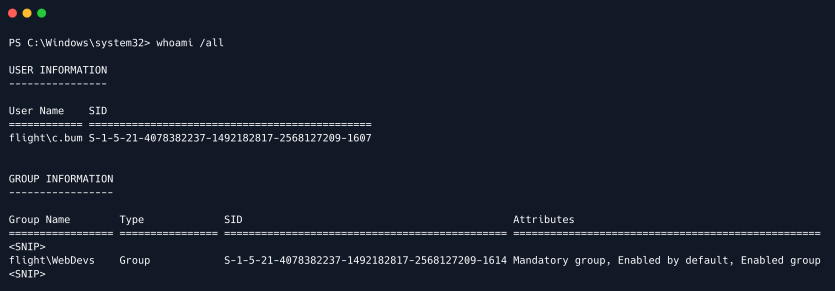 PS C:\Windows\system32> whoami /all
USER INFORMATION
----------------
User Name    SID
============ ==============================================
flight\c.bum S-1-5-21-4078382237-1492182817-2568127209-1607
GROUP INFORMATION
-----------------
Group Name        Type             SID                                            Attributes
================= ================ ============================================== ==================================================
<SNIP>
flight\WebDevs    Group            S-1-5-21-4078382237-1492182817-2568127209-1614 Mandatory group, Enabled by default, Enabled group
<SNIP>